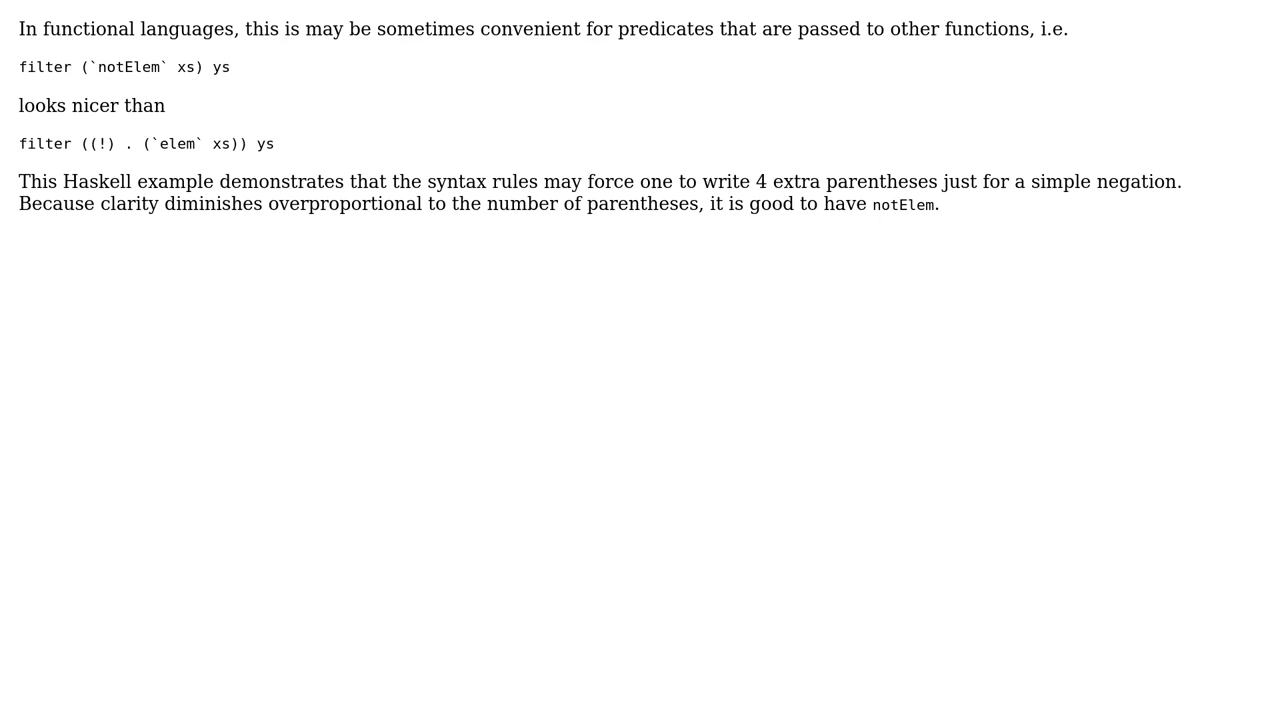 In functional languages, this is may be sometimes convenient for predicates that are passed to other functions, i.e.
filter (`notElem` xs) ys
looks nicer than
filter ((!) . (`elem` xs)) ys
This Haskell example demonstrates that the syntax rules may force one to write 4 extra parentheses just for a simple negation.
Because clarity diminishes overproportional to the number of parentheses, it is good to have notElem.